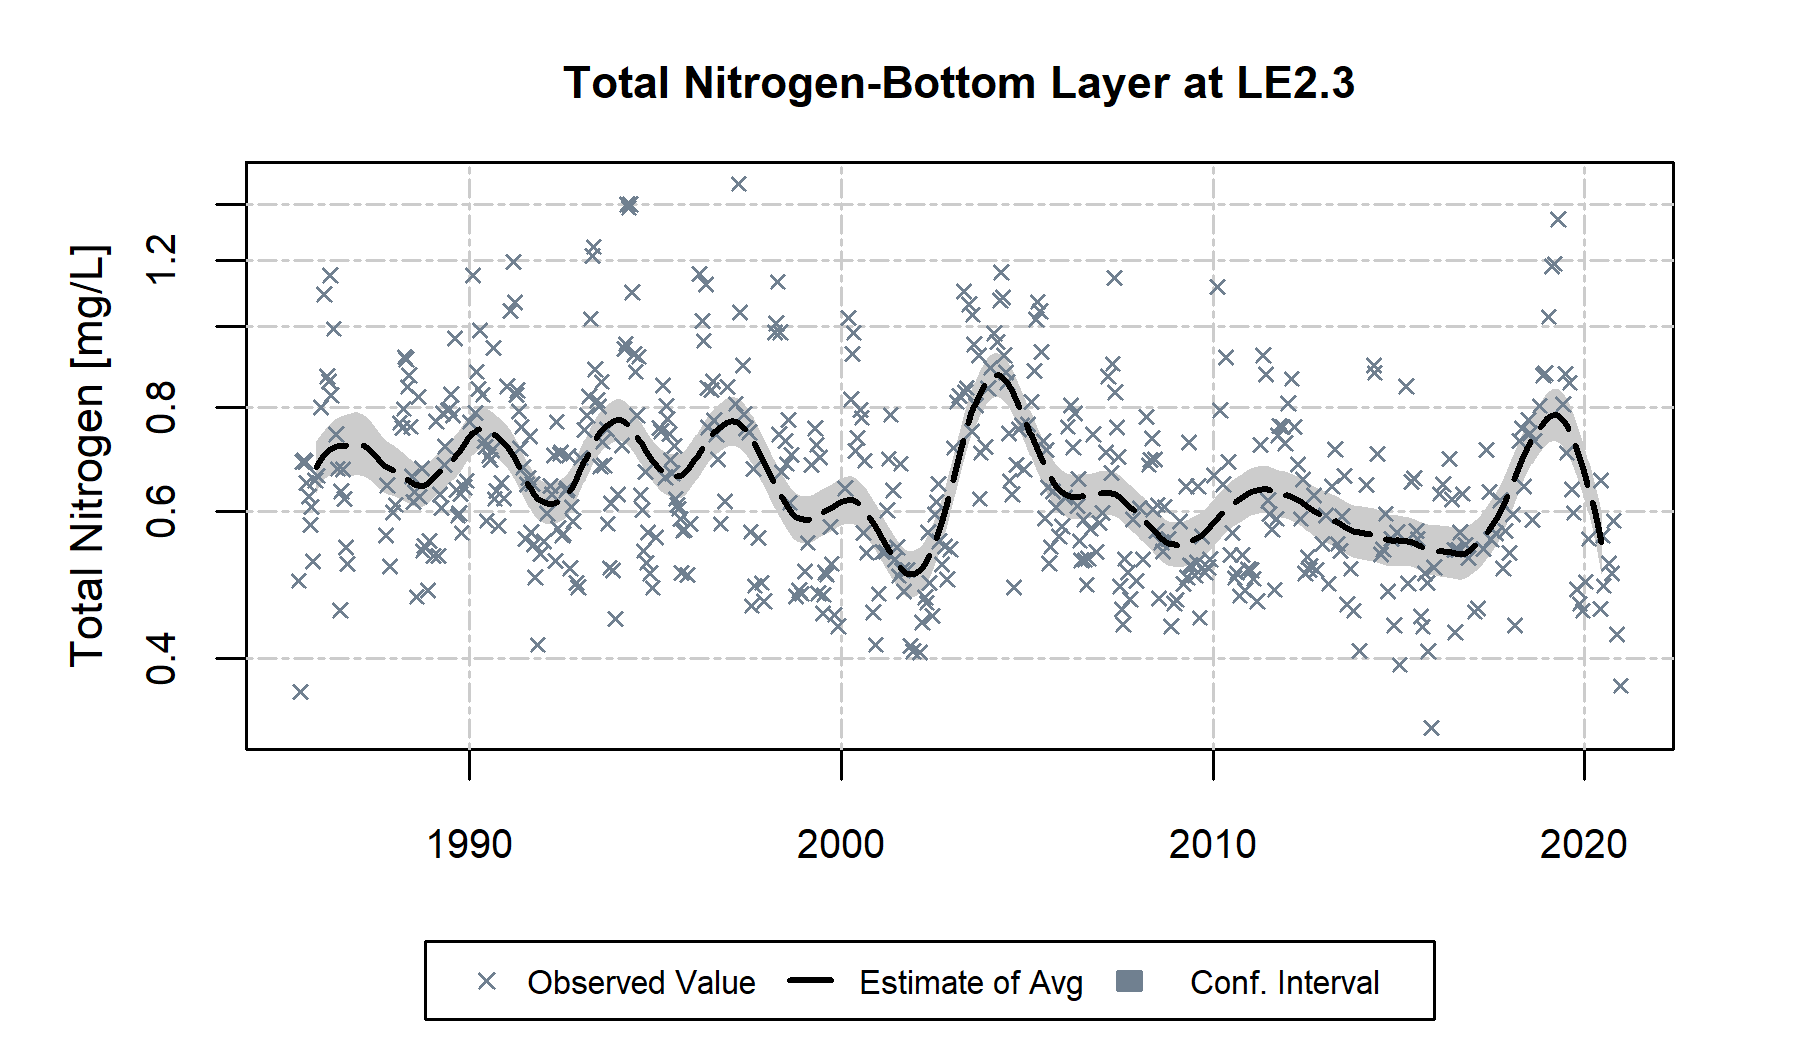 Total Nitrogen-Bottom Layer at LE2.3
Total Nitrogen [mg/L]
1.2
0.8
0.6
0.4
1990 2000 2010 2020
Observed Value Estimate of Avg Conf. Interval